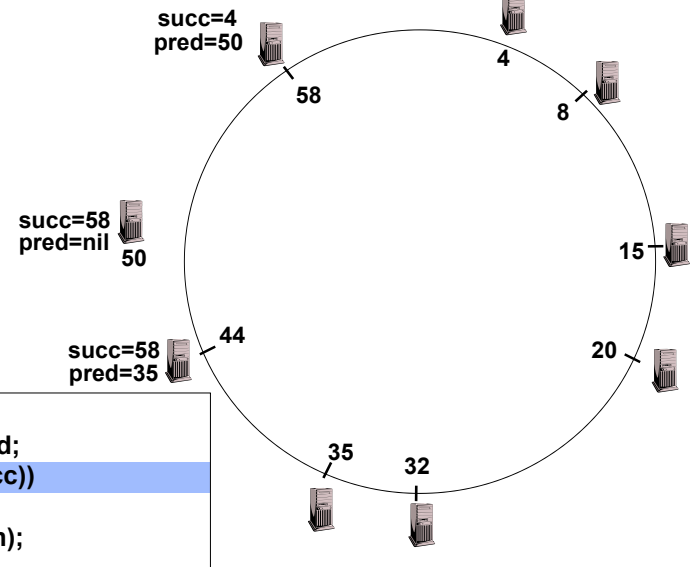 succ=4
pred=50
58
4
8
succ=58
pred=nil
50
15
44
succ=58
pred=35
20
35
32
d;
cc))
n);